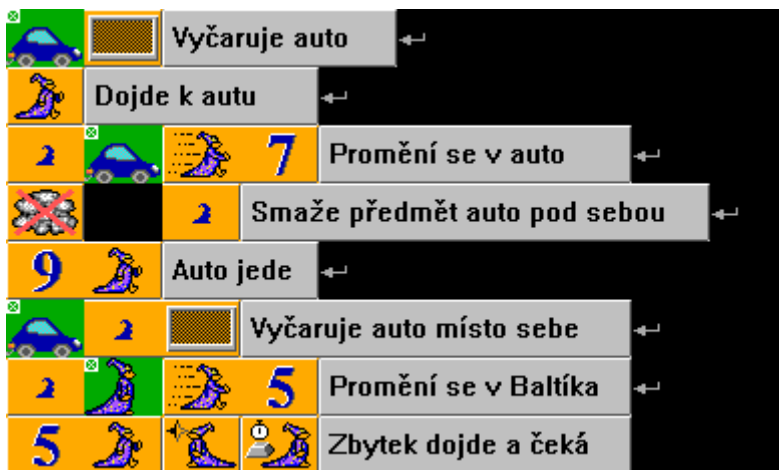 Vyčaruje auto
Dojde k autu
2 7 Promění se v auto
2 Smaže předmět auto pod sebou
9 Auto jede
2 Vyčaruje auto místo sebe
2 5 Promění se v Baltíka
5 Zbytek dojde a čeká